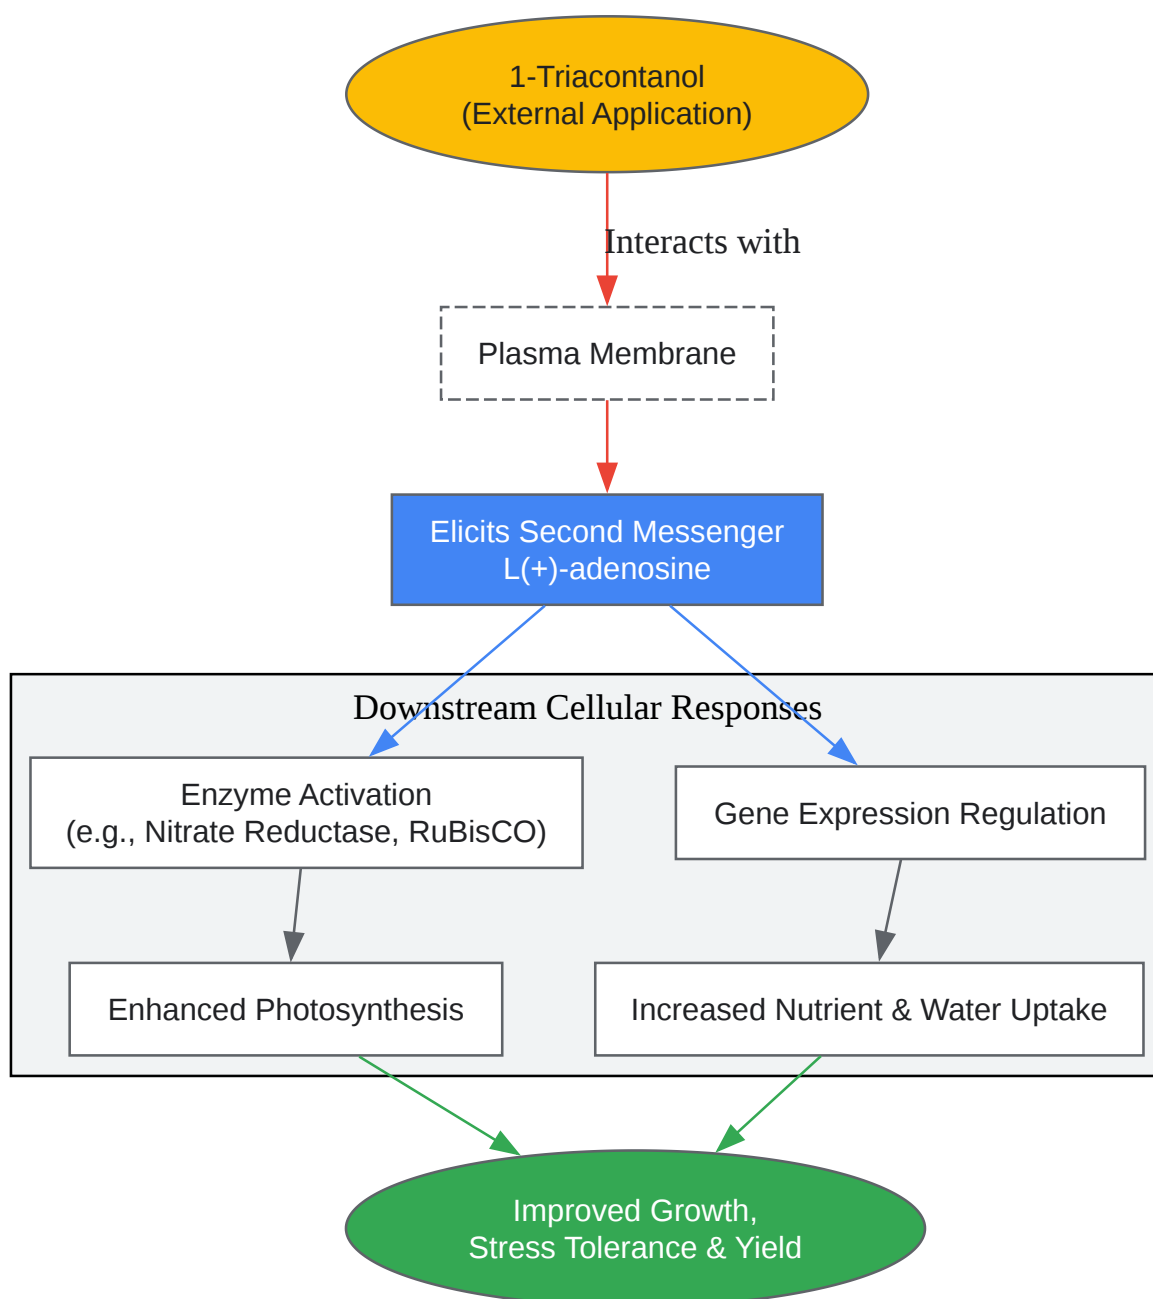 1-Triacontanol
(External Application)
Interacts with
Plasma Membrane
Elicits Second Messenger
L(+)-adenosine
Downstream Cellular Responses
Enzyme Activation
(e.g., Nitrate Reductase, RuBisCO)
Gene Expression Regulation
Enhanced Photosynthesis
Increased Nutrient & Water Uptake
Improved Growth,
Stress Tolerance & Yield